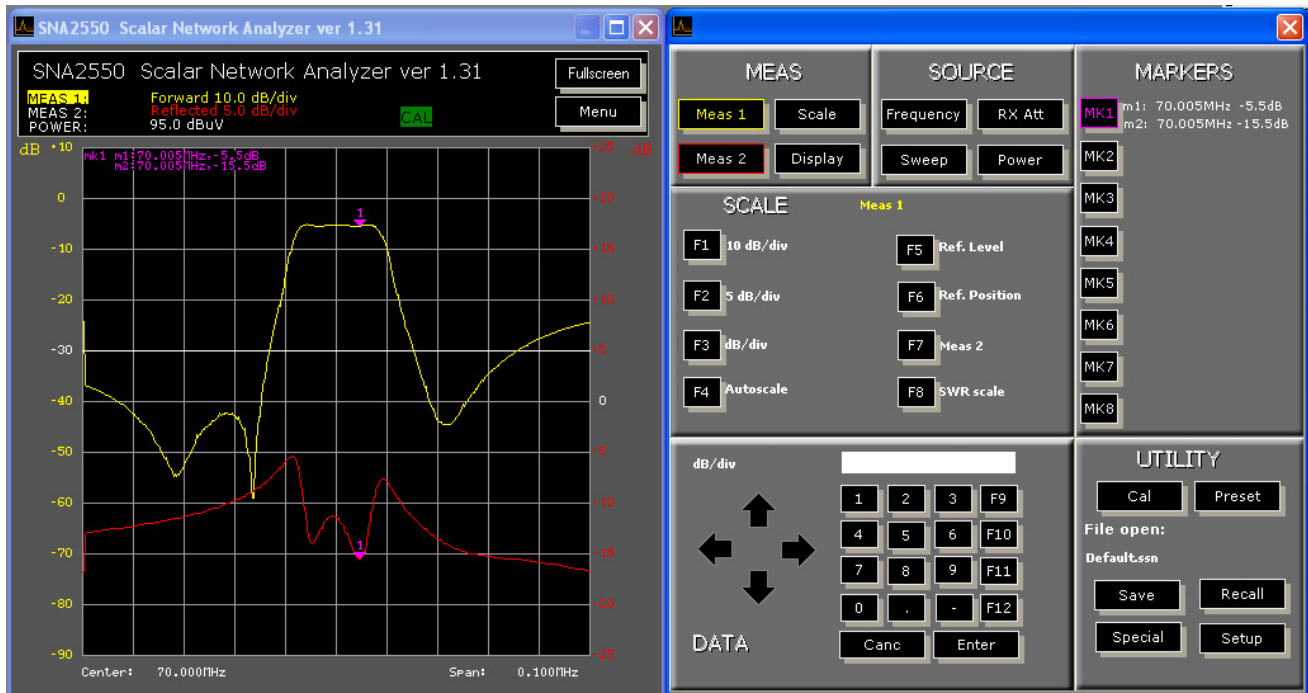 SNA2550 Scalar Network Analyzer ver 1.31
SNA2550 Scalar Network Analyzer ver 1.31
Fullscreen
MEAS 1: Forward 10.0 dB/div
MEAS 2: Reflected 5.0 dB/div
POWER: 95.0 dBuV
CAL
Menu
dB +10
-25 dB
mk1 m1:70.005MHz,-5.5dB
m2:70.005MHz,-15.5dB
0
-20
1
-10
-15
-20
-10
-30
-5
-40
0
-50
-5
-60
-10
-70
1
-15
-80
-20
-90
-25
Center: 70.000MHz
Span: 0.100MHz
MEAS
Meas 1
Scale
Meas 2
Display
SOURCE
Frequency
RX Att
Sweep
Power
MARKERS
MK1 m1: 70.005MHz -5.5dB
m2: 70.005MHz -15.5dB
MK2
MK3
MK4
MK5
MK6
MK7
MK8
SCALE
Meas 1
F1 10 dB/div
F5 Ref. Level
F2 5 dB/div
F6 Ref. Position
F3 dB/div
F7 Meas 2
F4 Autoscale
F8 SWR scale
dB/div
1 2 3 F9
4 5 6 F10
7 8 9 F11
0 . - F12
DATA
Canc
Enter
UTILITY
Cal
Preset
File open:
Default.ssn
Save
Recall
Special
Setup